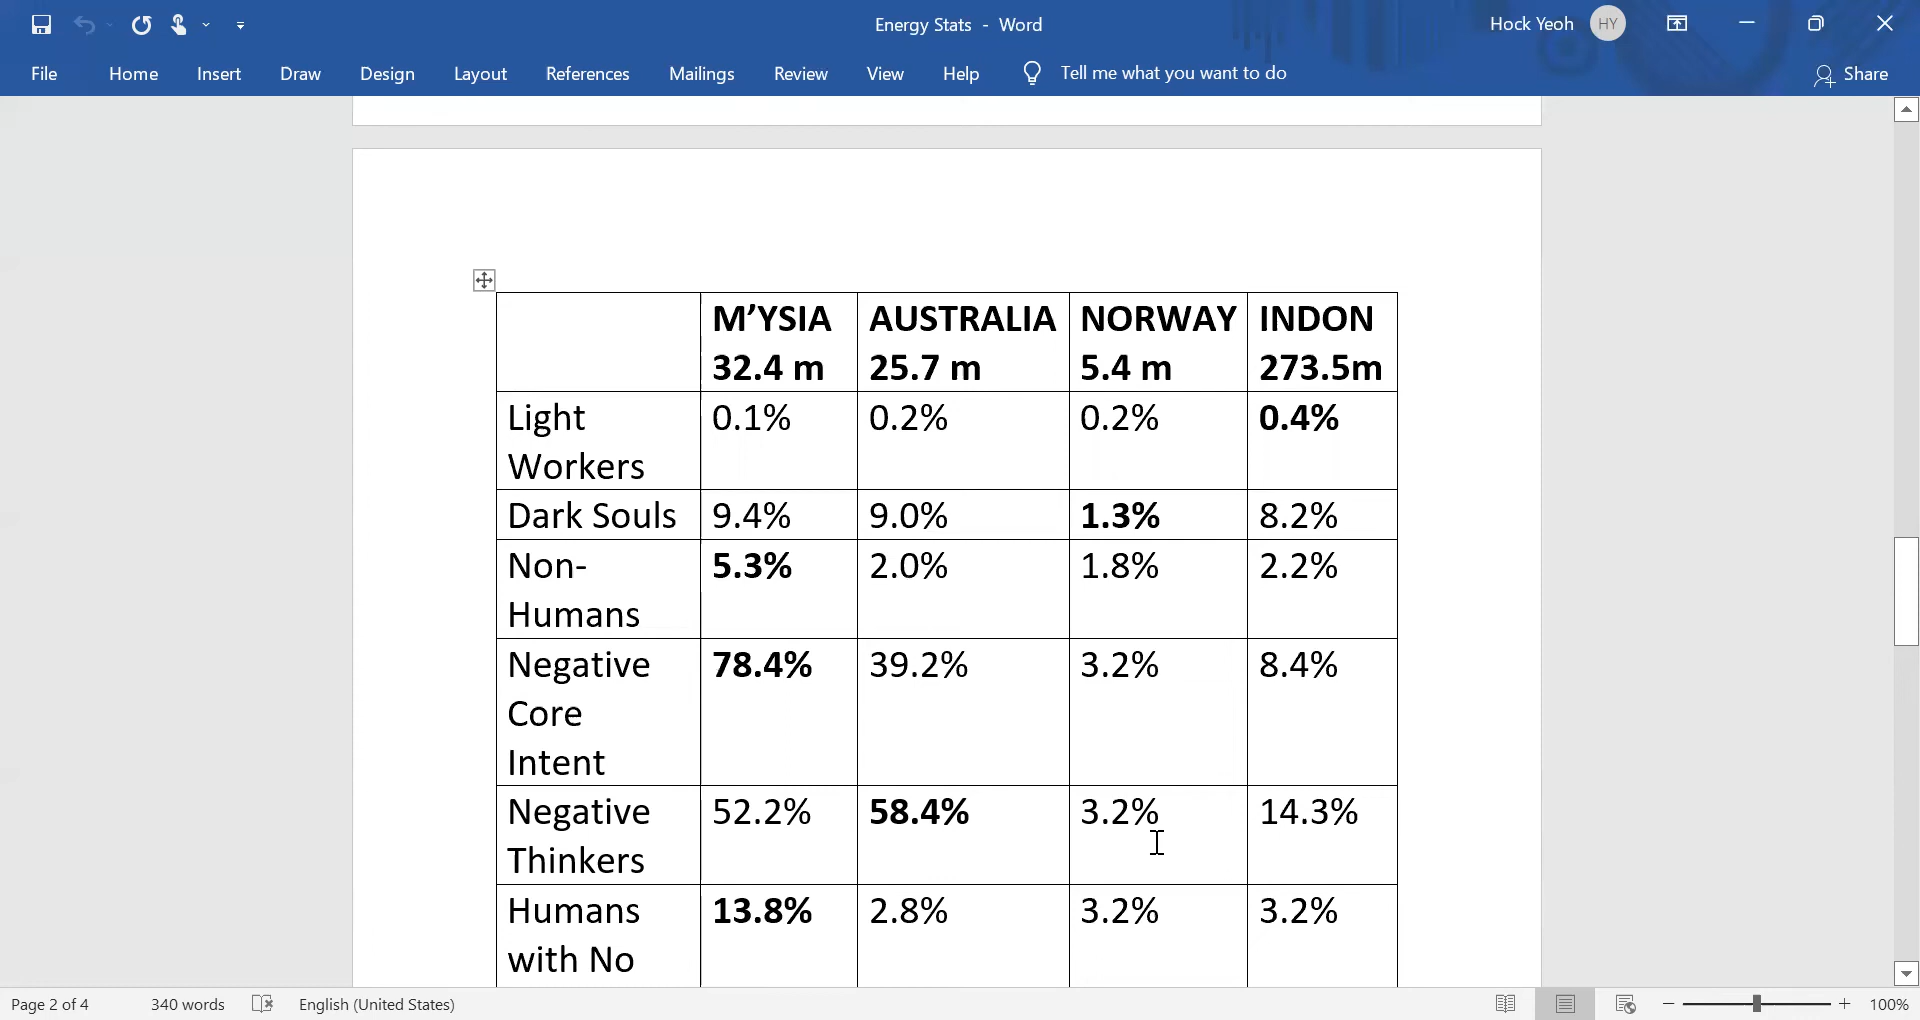 Energy Stats - Word
Hock Yeoh HY
File Home Insert Draw Design Layout References Mailings Review View Help Tell me what you want to do Share
M’YSIA AUSTRALIA NORWAY INDON
32.4 m 25.7 m 5.4 m 273.5m
Light 0.1% 0.2% 0.2% 0.4%
Workers
Dark Souls 9.4% 9.0% 1.3% 8.2%
Non- 5.3% 2.0% 1.8% 2.2%
Humans
Negative 78.4% 39.2% 3.2% 8.4%
Core
Intent
Negative 52.2% 58.4% 3.2% 14.3%
Thinkers
Humans 13.8% 2.8% 3.2% 3.2%
with No
Page 2 of 4 340 words English (United States) 100%